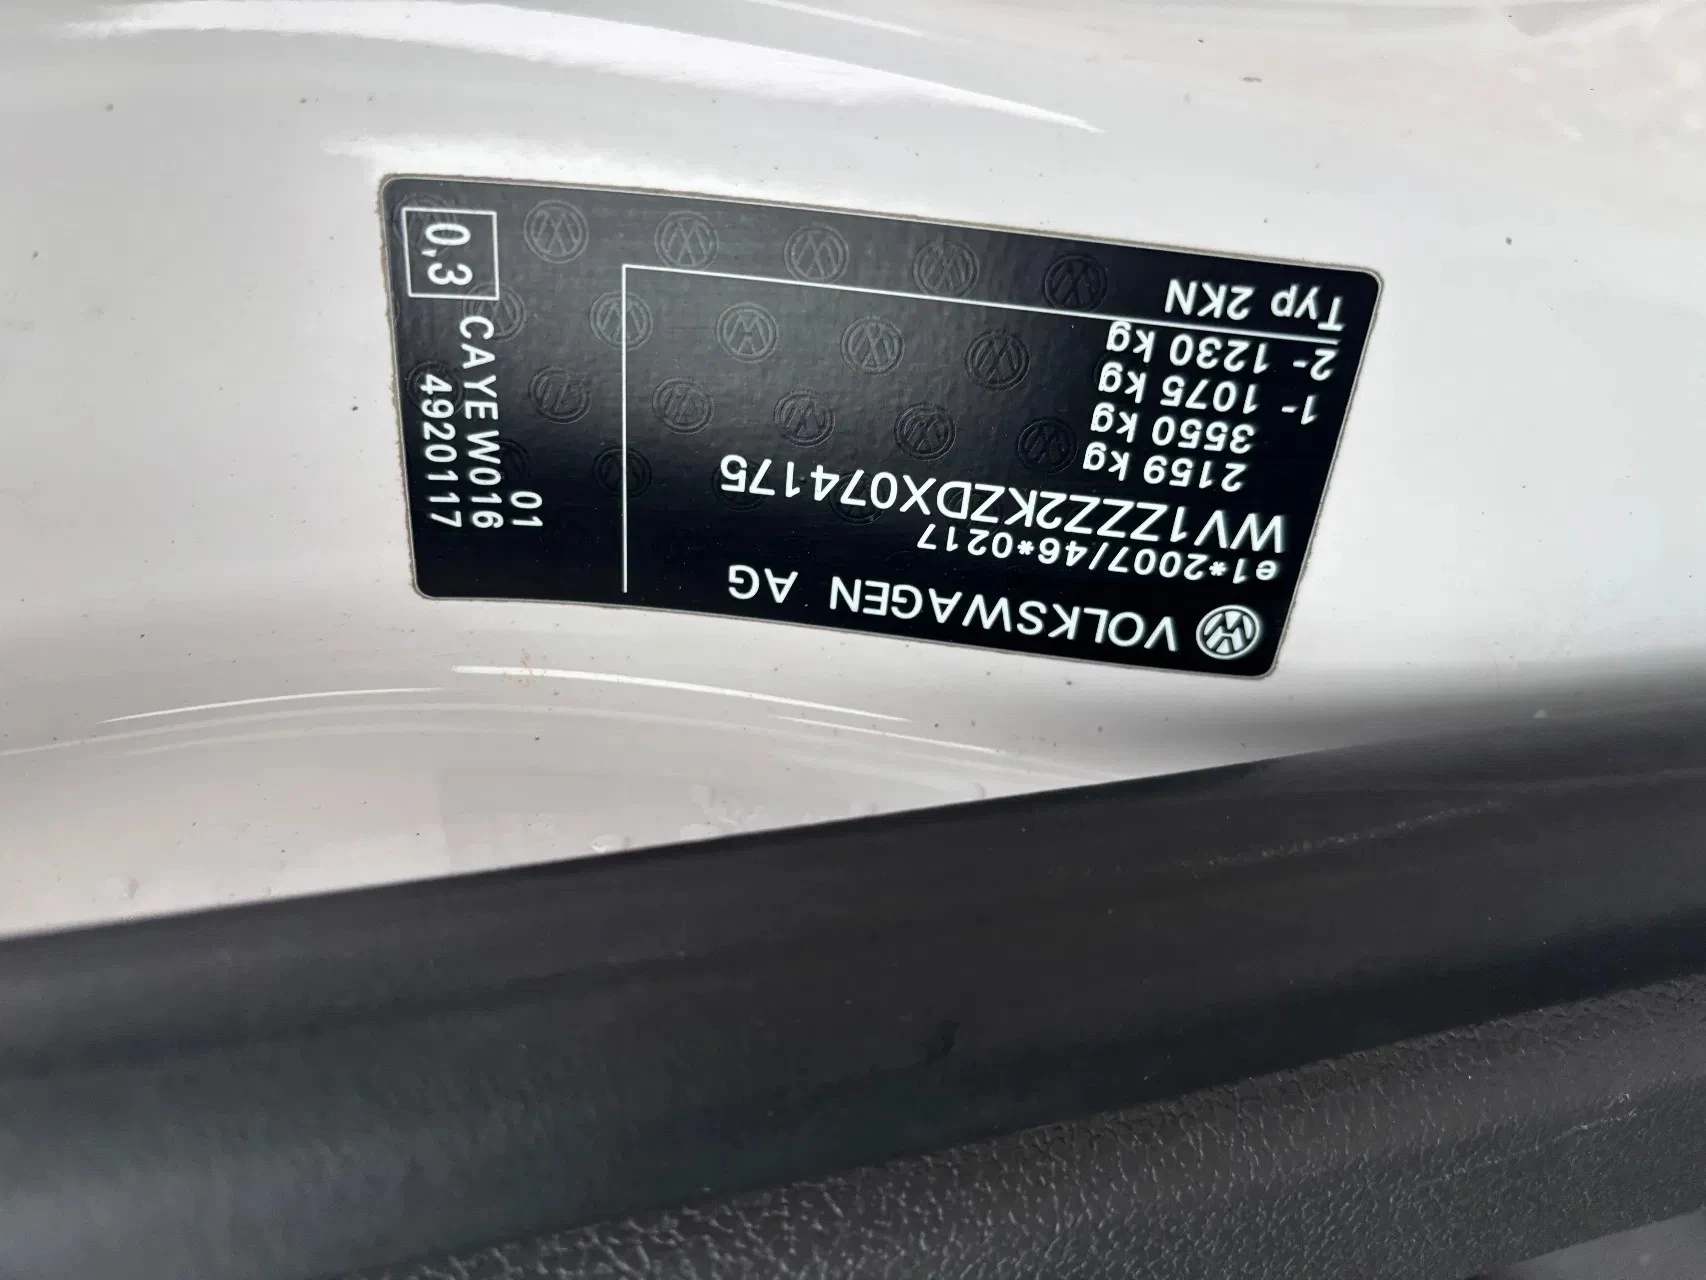 VOLKSWAGEN AG
e1*2007/46*0217
WV1ZZZ2KZDX074175
2159 kg
3550 kg
1- 1075 kg
2- 1230 kg
Typ 2KN
01
4920117
CAYE W016
0,3